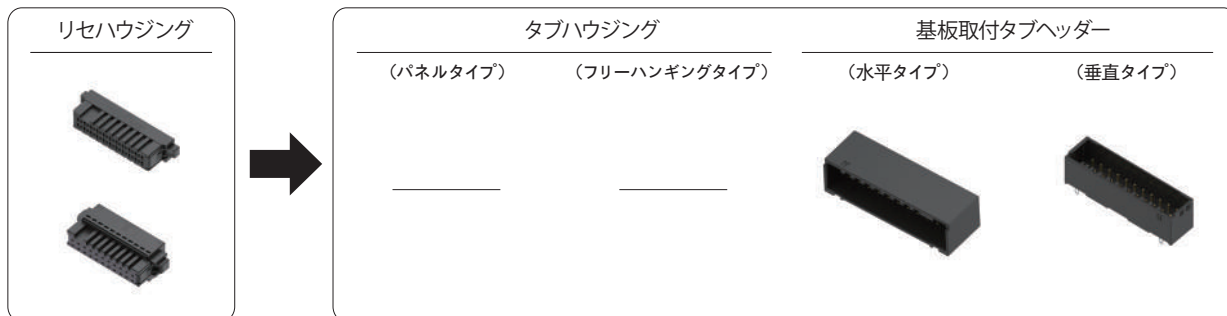 リセハウジング
タブハウジング
基板取付タブヘッダー
（パネルタイプ）
（フリーハンギングタイプ）
（水平タイプ）
（垂直タイプ）